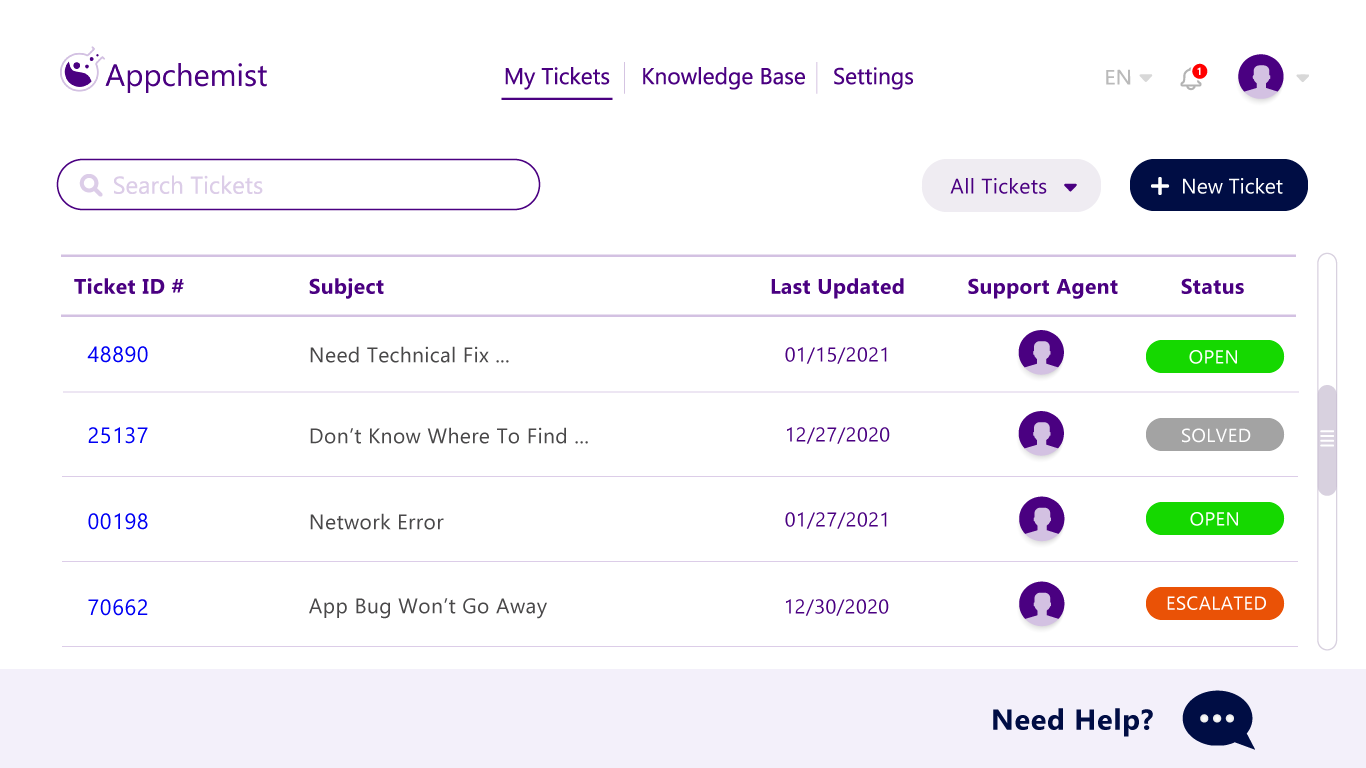 Appchemist
My Tickets Knowledge Base Settings
EN 1
Search Tickets
All Tickets
New Ticket
Ticket ID # Subject Last Updated Support Agent Status
48890 Need Technical Fix ... 01/15/2021 OPEN
25137 Don't Know Where To Find ... 12/27/2020 SOLVED
00198 Network Error 01/27/2021 OPEN
70662 App Bug Won't Go Away 12/30/2020 ESCALATED
Need Help?